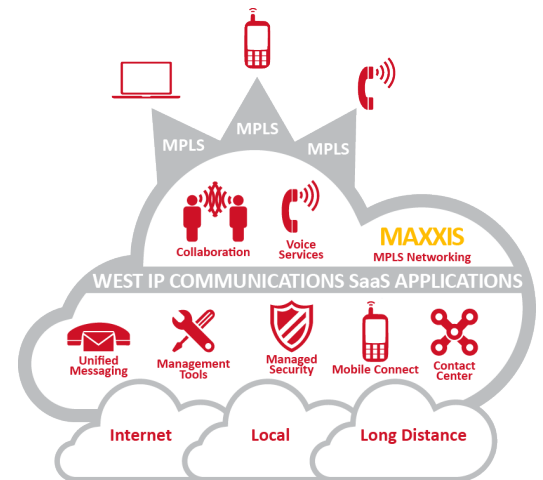 MPLS
MPLS
MPLS
Collaboration
Voice
Services
MAXXIS
MPLS Networking
WEST IP COMMUNICATIONS SaaS APPLICATIONS
Unified
Messaging
Management
Tools
Managed
Security
Mobile Connect
Contact
Center
Internet
Local
Long Distance